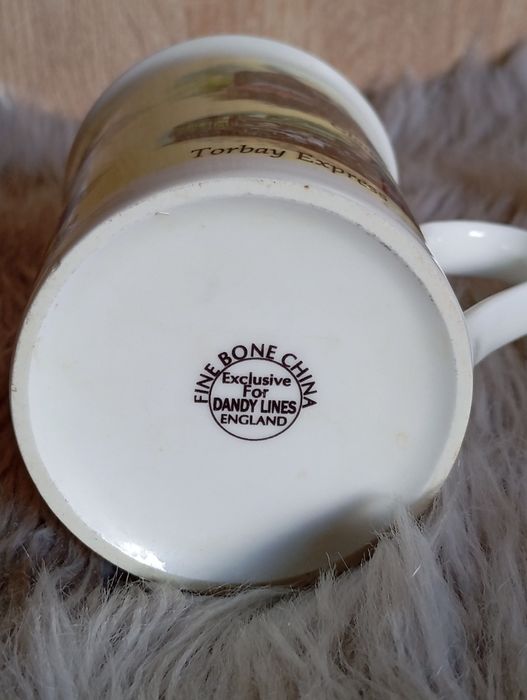 Torbay Express
FINE BONE CHINA
Exclusive
For
DANDY LINES
ENGLAND